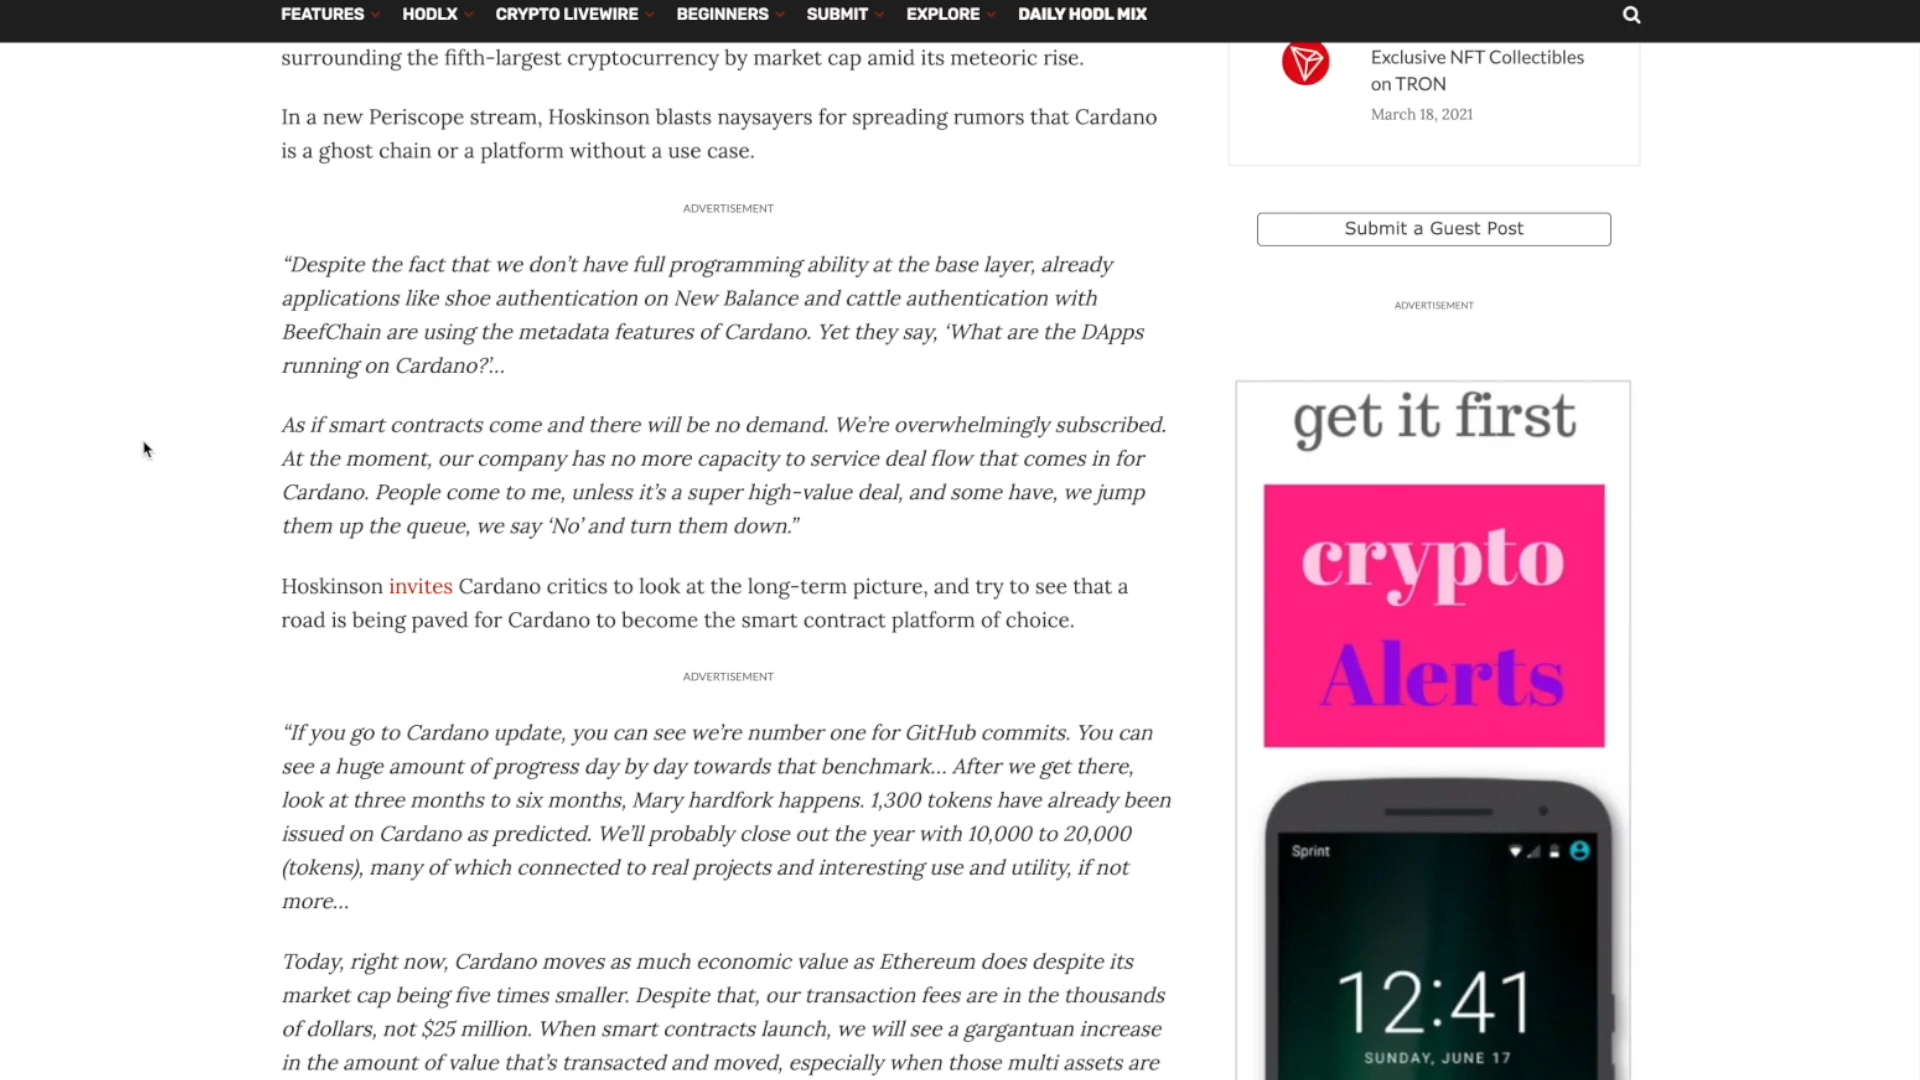 FEATURES HODLX CRYPTO LIVEWIRE BEGINNERS SUBMIT EXPLORE DAILY HODL MIX
surrounding the fifth-largest cryptocurrency by market cap amid its meteoric rise.
In a new Periscope stream, Hoskinson blasts naysayers for spreading rumors that Cardano
is a ghost chain or a platform without a use case.
ADVERTISEMENT
“Despite the fact that we don’t have full programming ability at the base layer, already
applications like shoe authentication on New Balance and cattle authentication with
BeefChain are using the metadata features of Cardano. Yet they say, ‘What are the DApps
running on Cardano?’…
As if smart contracts come and there will be no demand. We’re overwhelmingly subscribed.
At the moment, our company has no more capacity to service deal flow that comes in for
Cardano. People come to me, unless it’s a super high-value deal, and some have, we jump
them up the queue, we say ‘No’ and turn them down.”
Hoskinson invites Cardano critics to look at the long-term picture, and try to see that a
road is being paved for Cardano to become the smart contract platform of choice.
ADVERTISEMENT
“If you go to Cardano update, you can see we’re number one for GitHub commits. You can
see a huge amount of progress day by day towards that benchmark… After we get there,
look at three months to six months, Mary hardfork happens. 1,300 tokens have already been
issued on Cardano as predicted. We’ll probably close out the year with 10,000 to 20,000
(tokens), many of which connected to real projects and interesting use and utility, if not
more…
Today, right now, Cardano moves as much economic value as Ethereum does despite its
market cap being five times smaller. Despite that, our transaction fees are in the thousands
of dollars, not $25 million. When smart contracts launch, we will see a gargantuan increase
in the amount of value that’s transacted and moved, especially when those multi assets are
Exclusive NFT Collectibles
on TRON
March 18, 2021
Submit a Guest Post
ADVERTISEMENT
get it first
crypto
Alerts
Sprint
12:41
SUNDAY, JUNE 17